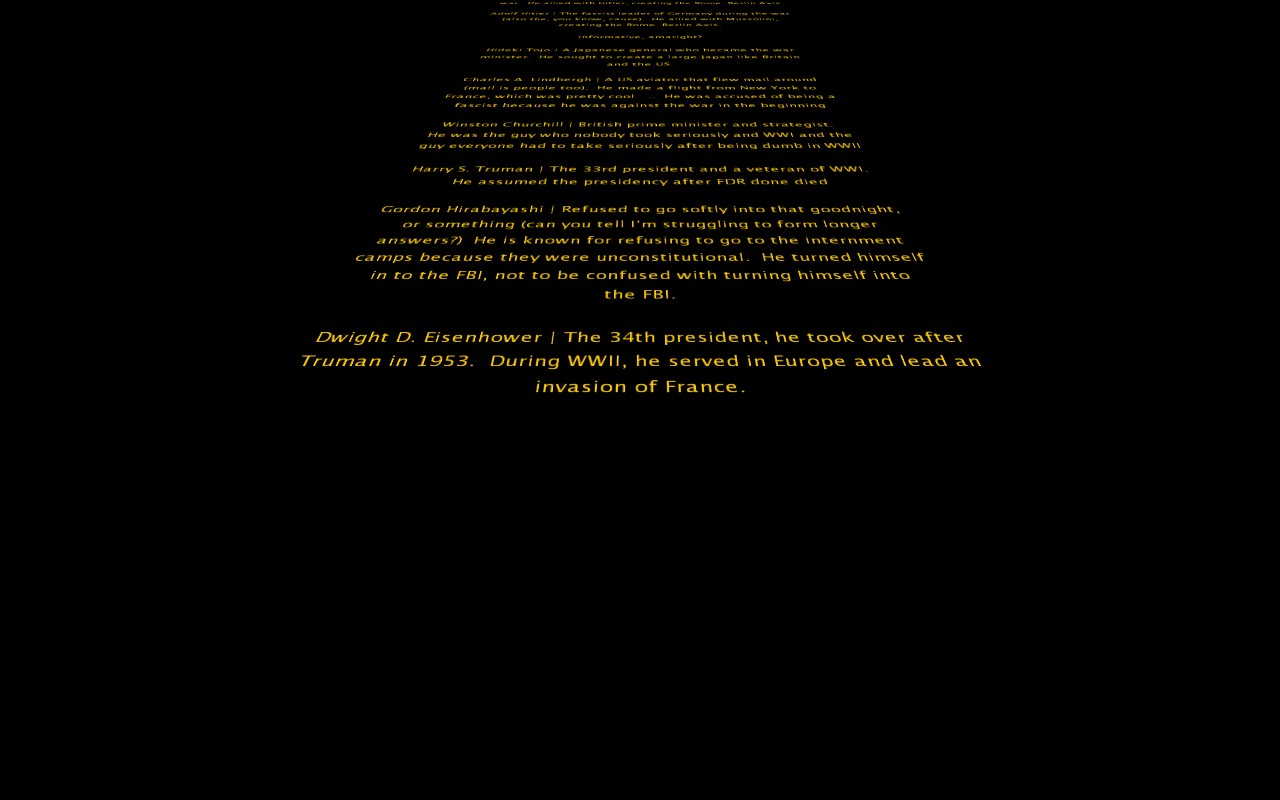 war. He allied with Hitler, creating the Rome. Berlin Axis
Adolf Hitler | The fascist leader of Germany during the war
(also the, you know, cause). He allied with Mussolini,
creating the Rome. Berlin Axis
informative, amaright?
Hideki Tojo | A Japanese general who became the war
minister. He sought to create a large Japan like Britain
and the US.
Charles A. Lindbergh | A US aviator that flew mail around
(mail is people too). He made a flight from New York to
France, which was pretty cool . . . He was accused of being a
fascist because he was against the war in the beginning
Winston Churchill | British prime minister and strategist.
He was the guy who nobody took seriously and WWI and the
guy everyone had to take seriously after being dumb in WWII
Harry S. Truman | The 33rd president and a veteran of WWI.
He assumed the presidency after FDR done died
Gordon Hirabayashi | Refused to go softly into that goodnight,
or something (can you tell I'm struggling to form longer
answers?) He is known for refusing to go to the internment
camps because they were unconstitutional. He turned himself
in to the FBI, not to be confused with turning himself into
the FBI.
Dwight D. Eisenhower | The 34th president, he took over after
Truman in 1953. During WWII, he served in Europe and lead an
invasion of France.